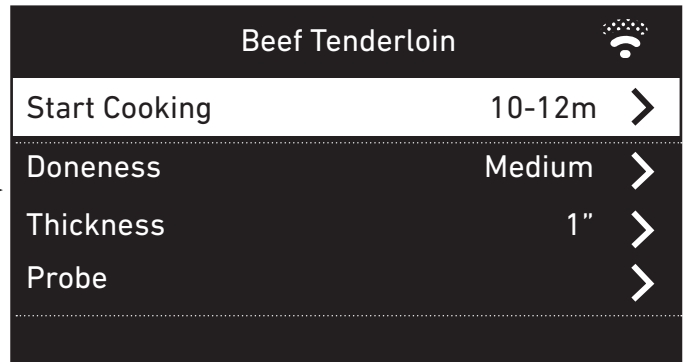 Beef Tenderloin
Start Cooking 10-12m
Doneness Medium
Thickness 1”
Probe